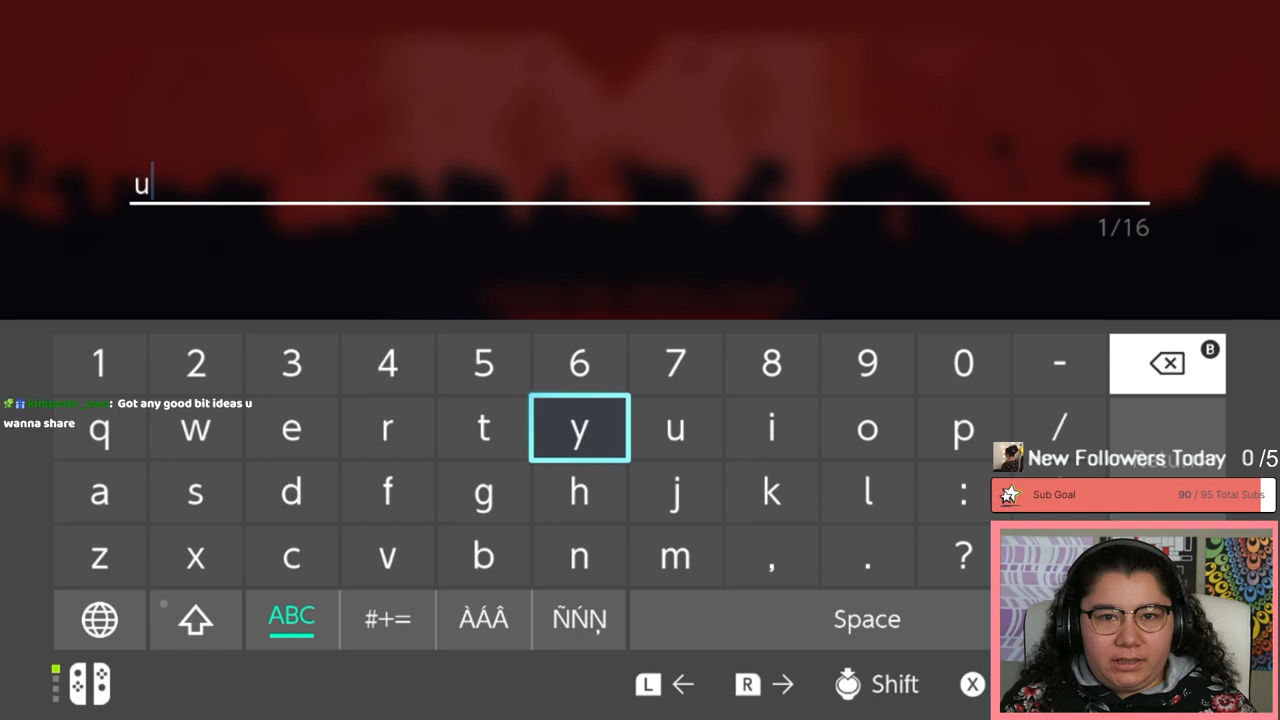 u
1/16
1 2 3 4 5 6 7 8 9 0 - B
: Got any good bit ideas u
wanna share
q w e r t y u i o p /
New Followers Today 0 /5
a s d f g h j k l :
Sub Goal 90 / 95 Total Subs
z x c v b n m , . ?
ABC #+= ÀÁÂ ÑŃŅ Space
L ← R → Shift X